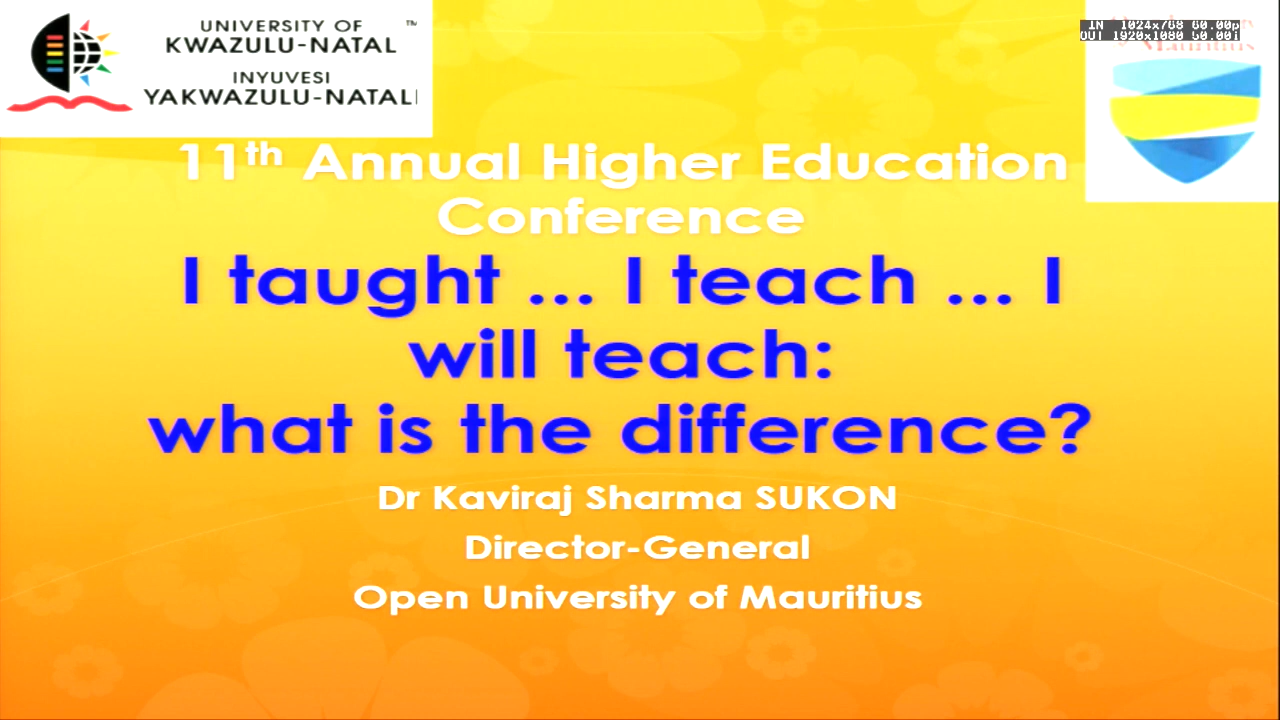 UNIVERSITY OF ™
KWAZULU-NATAL
INYUVESI
YAKWAZULU-NATALI
IN 1024x768 60.00p
OUT 1920x1080 50.00i
Mauritius
11th Annual Higher Education
Conference
I taught ... I teach ... I
will teach:
what is the difference?
Dr Kaviraj Sharma SUKON
Director-General
Open University of Mauritius